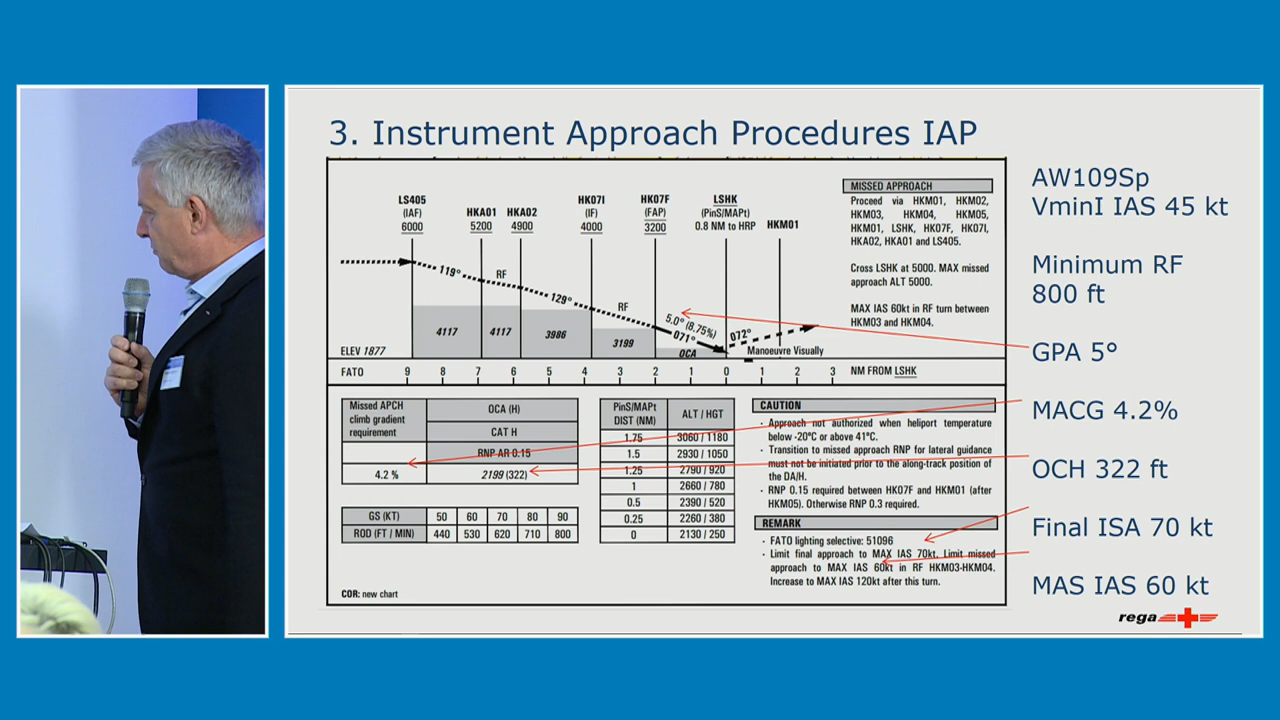 3. Instrument Approach Procedures IAP
LS405
(IAF)
6000
HKA01
5200
HKA02
4900
HK07I
(IF)
4000
HK07F
(FAP)
3200
LSHK
(PinS/MAPt)
0.8 NM to HRP
HKM01
119°
RF
129°
RF
5.0° (8.75%)
071°
072°
4117
4117
3986
3199
OCA
Manoeuvre Visually
ELEV 1877
FATO 9 8 7 6 5 4 3 2 1 0 1 2 3 NM FROM LSHK
MISSED APPROACH
Proceed via HKM01, HKM02,
HKM03, HKM04, HKM05,
HKM01, LSHK, HK07F, HK07I,
HKA02, HKA01 and LS405.
Cross LSHK at 5000. MAX missed
approach ALT 5000.
MAX IAS 60kt in RF turn between
HKM03 and HKM04.
Missed APCH
climb gradient
requirement
OCA (H)
CAT H
RNP AR 0.15
4.2 % 2199 (322)
GS (KT) 50 60 70 80 90
ROD (FT / MIN) 440 530 620 710 800
PinS/MAPt
DIST (NM)
ALT / HGT
1.75 3060 / 1180
1.5 2930 / 1050
1.25 2790 / 920
1 2660 / 780
0.5 2390 / 520
0.25 2260 / 380
0 2130 / 250
CAUTION
- Approach not authorized when heliport temperature
below -20°C or above 41°C.
- Transition to missed approach RNP for lateral guidance
must not be initiated prior to the along-track position of
the DA/H.
- RNP 0.15 required between HK07F and HKM01 (after
HKM05). Otherwise RNP 0.3 required.
REMARK
- FATO lighting selective: 51096
- Limit final approach to MAX IAS 70kt. Limit missed
approach to MAX IAS 60kt in RF HKM03-HKM04.
Increase to MAX IAS 120kt after this turn.
COR: new chart
AW109Sp
VminI IAS 45 kt
Minimum RF
800 ft
GPA 5°
MACG 4.2%
OCH 322 ft
Final ISA 70 kt
MAS IAS 60 kt
rega